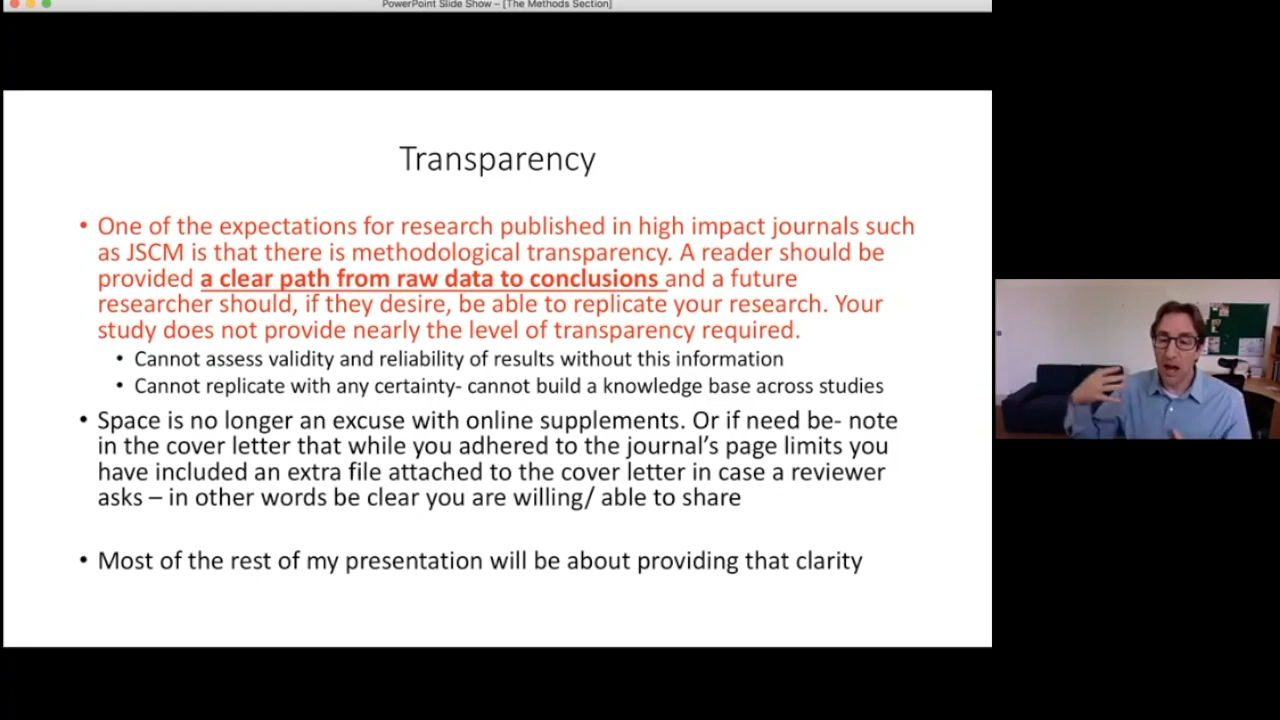 PowerPoint Slide Show – [The Methods Section]
Transparency
• One of the expectations for research published in high impact journals such
as JSCM is that there is methodological transparency. A reader should be
provided a clear path from raw data to conclusions and a future
researcher should, if they desire, be able to replicate your research. Your
study does not provide nearly the level of transparency required.
• Cannot assess validity and reliability of results without this information
• Cannot replicate with any certainty- cannot build a knowledge base across studies
• Space is no longer an excuse with online supplements. Or if need be- note
in the cover letter that while you adhered to the journal’s page limits you
have included an extra file attached to the cover letter in case a reviewer
asks – in other words be clear you are willing/ able to share
• Most of the rest of my presentation will be about providing that clarity